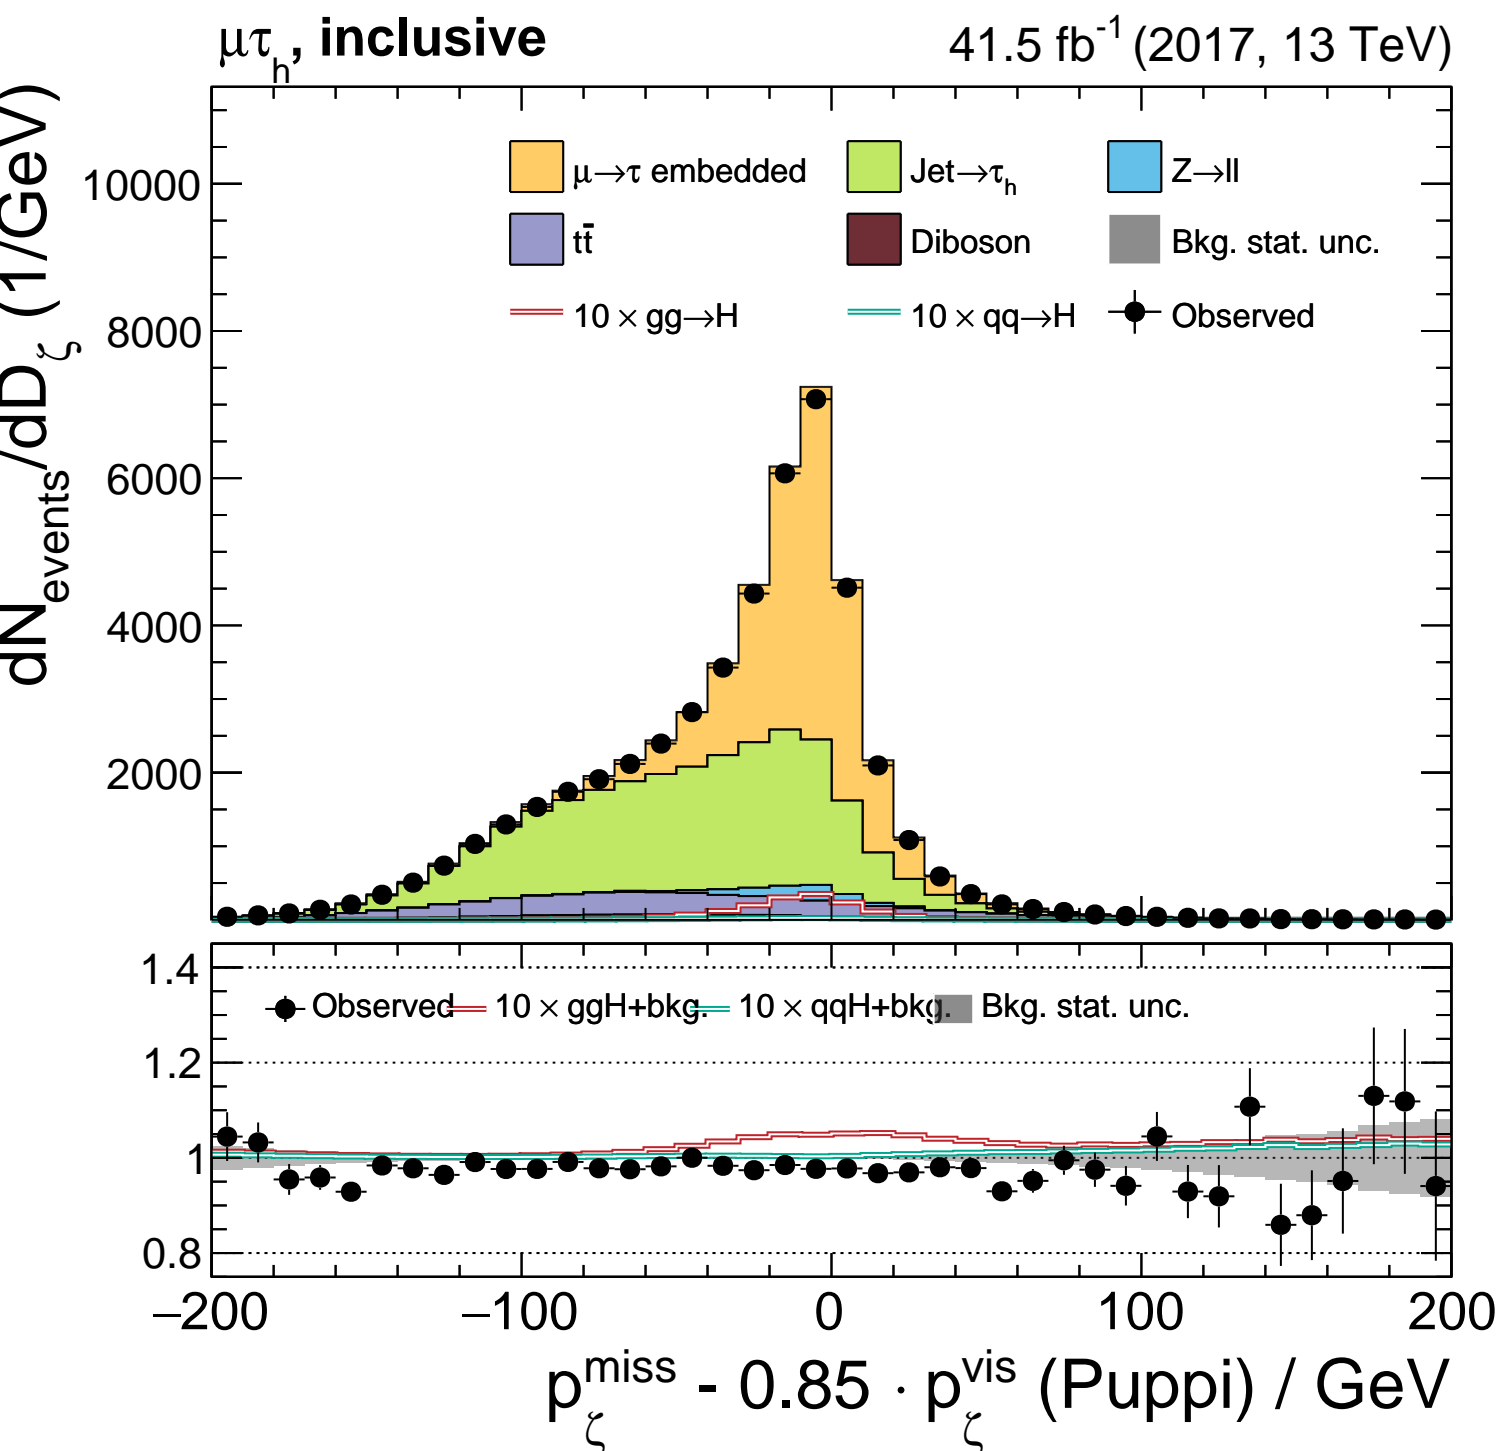 μτh, inclusive
41.5 fb-1 (2017, 13 TeV)
dNevents/dDζ (1/GeV)
10000
8000
6000
4000
2000
μ→τ embedded
Jet→τh
Z→ll
tt̄
Diboson
Bkg. stat. unc.
10 × gg→H
10 × qq→H
Observed
1.4
1.2
1
0.8
Observed
10 × ggH+bkg.
10 × qqH+bkg.
Bkg. stat. unc.
−200
−100
0
100
200
pζmiss - 0.85 · pζvis (Puppi) / GeV